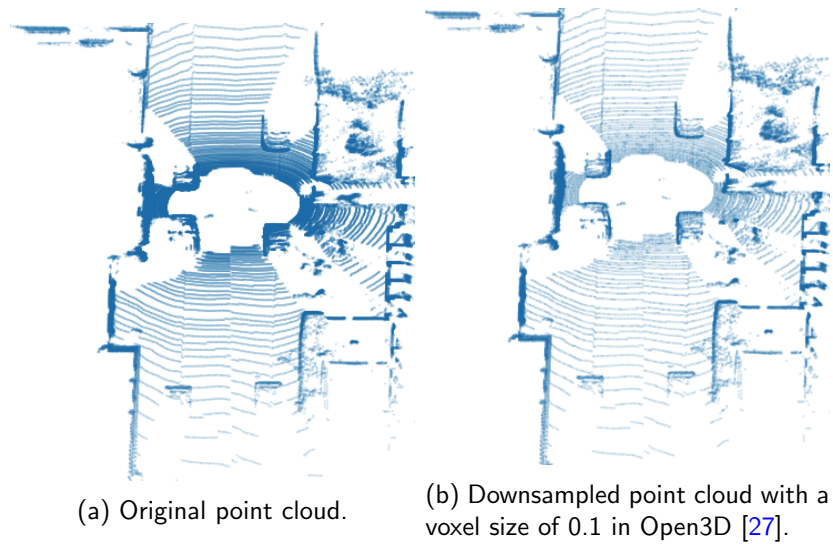 (a) Original point cloud.
(b) Downsampled point cloud with a
voxel size of 0.1 in Open3D [27].